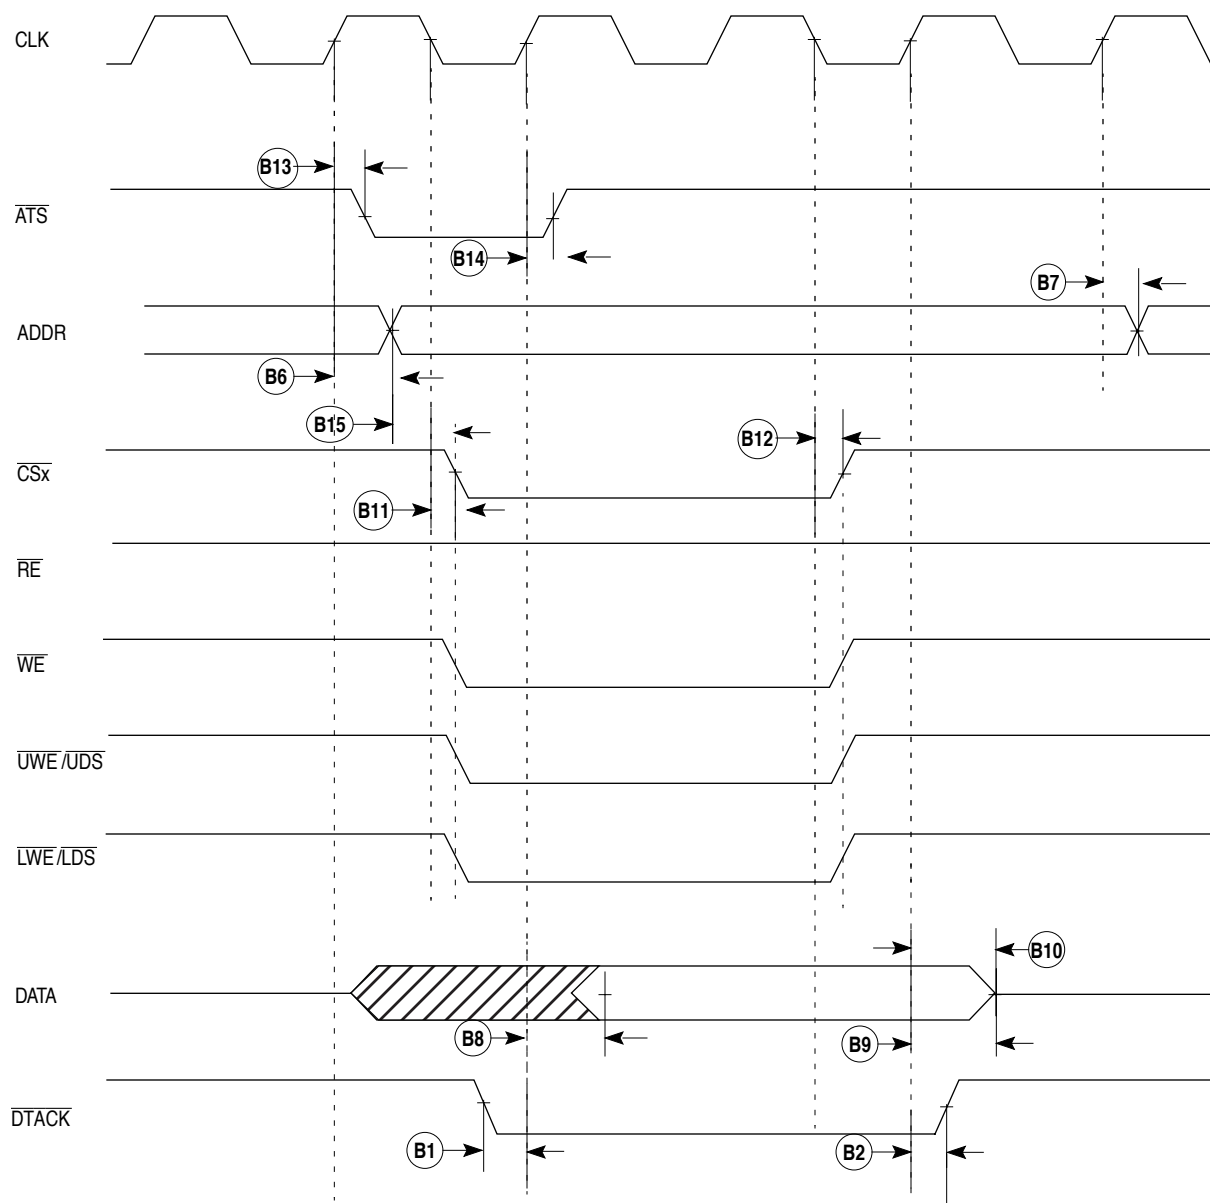 CLK
B13
ATS
B14
B7
ADDR
B6
B15
B12
CSx
B11
RE
WE
UWE/UDS
LWE/LDS
B10
DATA
B8
B9
DTACK
B1
B2